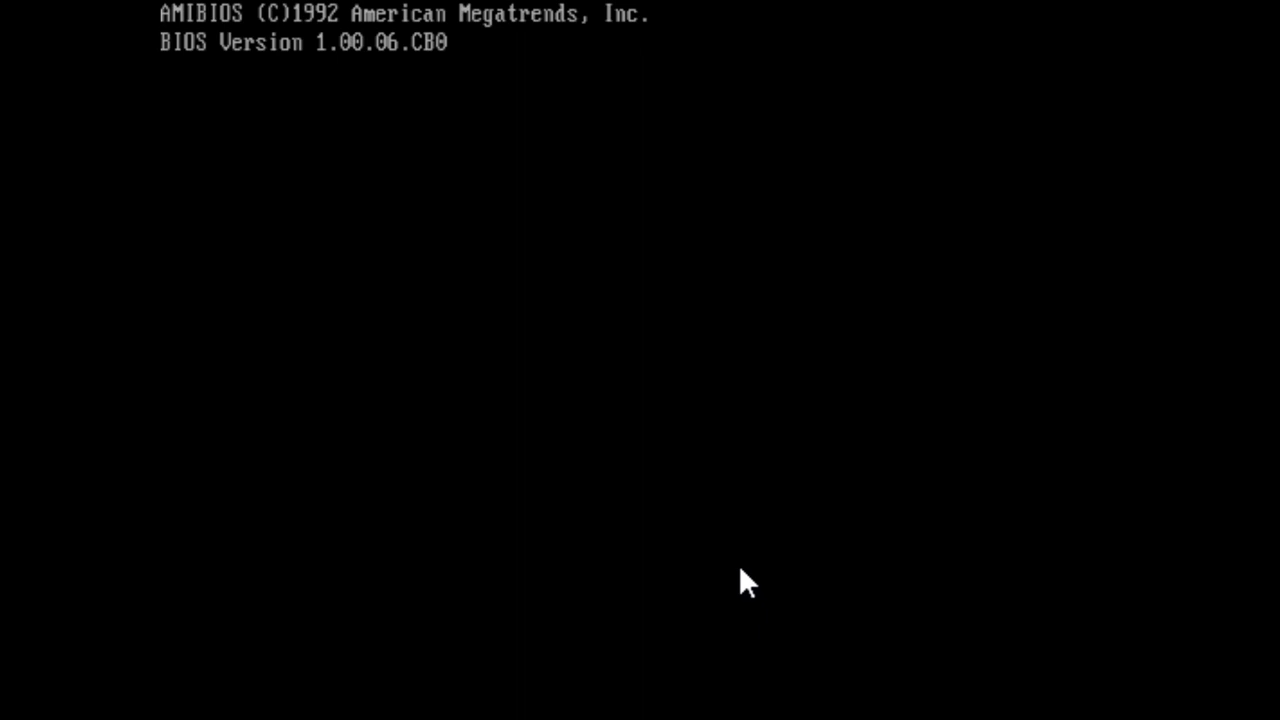 AMIBIOS (C)1992 American Megatrends, Inc.
BIOS Version 1.00.06.CB0